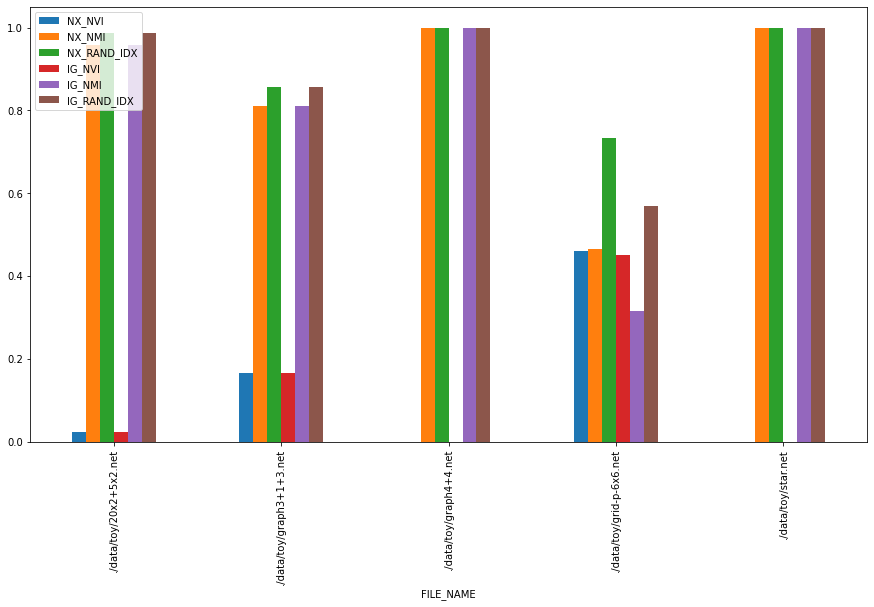 NX_NVI
NX_NMI
NX_RAND_IDX
IG_NVI
IG_NMI
IG_RAND_IDX
1.0
0.8
0.6
0.4
0.2
0.0
./data/toy/20x2+5x2.net
./data/toy/graph3+1+3.net
./data/toy/graph4+4.net
./data/toy/grid-p-6x6.net
./data/toy/star.net
FILE_NAME